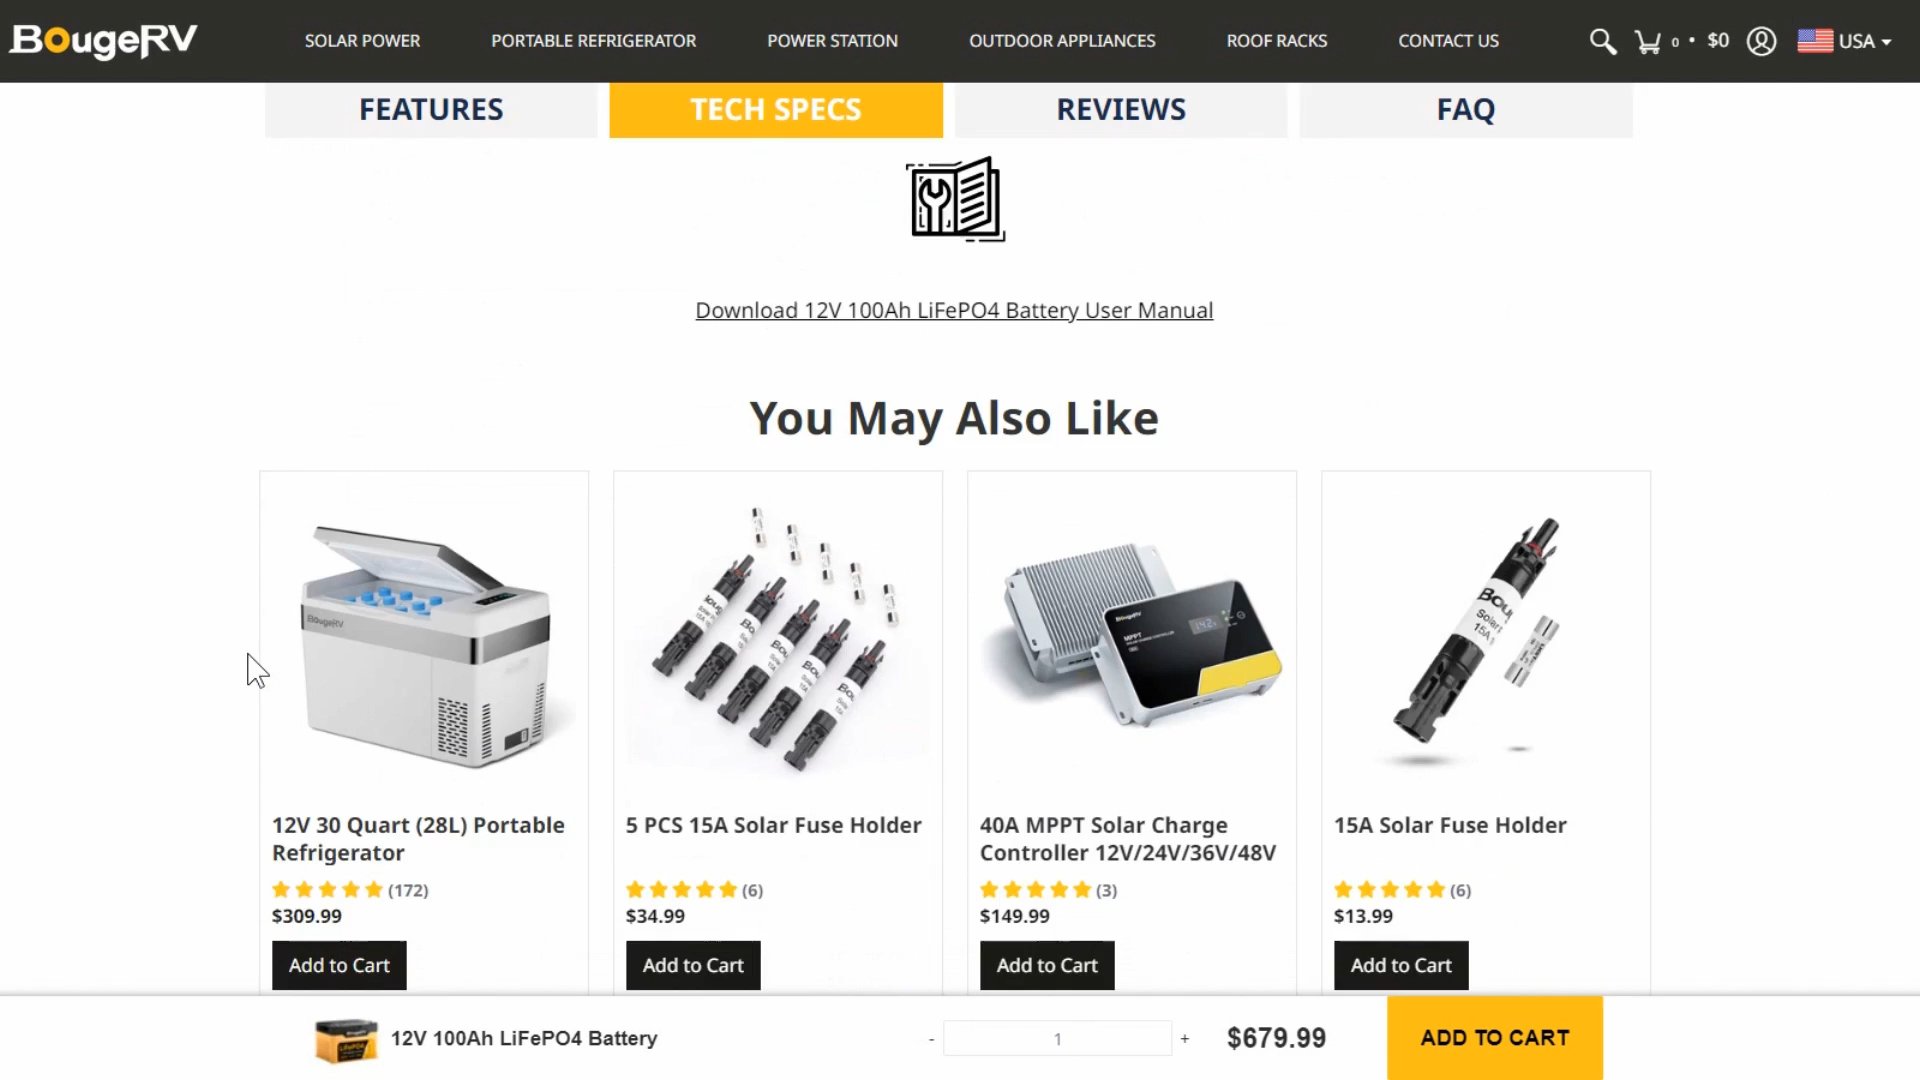 BougeRV
SOLAR POWER
PORTABLE REFRIGERATOR
POWER STATION
OUTDOOR APPLIANCES
ROOF RACKS
CONTACT US
0 • $0
USA
FEATURES
TECH SPECS
REVIEWS
FAQ
Download 12V 100Ah LiFePO4 Battery User Manual
You May Also Like
BougeRV
BougeRV
MPPT
12V 30 Quart (28L) Portable
Refrigerator
(172)
$309.99
Add to Cart
5 PCS 15A Solar Fuse Holder
(6)
$34.99
Add to Cart
40A MPPT Solar Charge
Controller 12V/24V/36V/48V
(3)
$149.99
Add to Cart
15A Solar Fuse Holder
(6)
$13.99
Add to Cart
12V 100Ah LiFePO4 Battery
-
1
+
$679.99
ADD TO CART